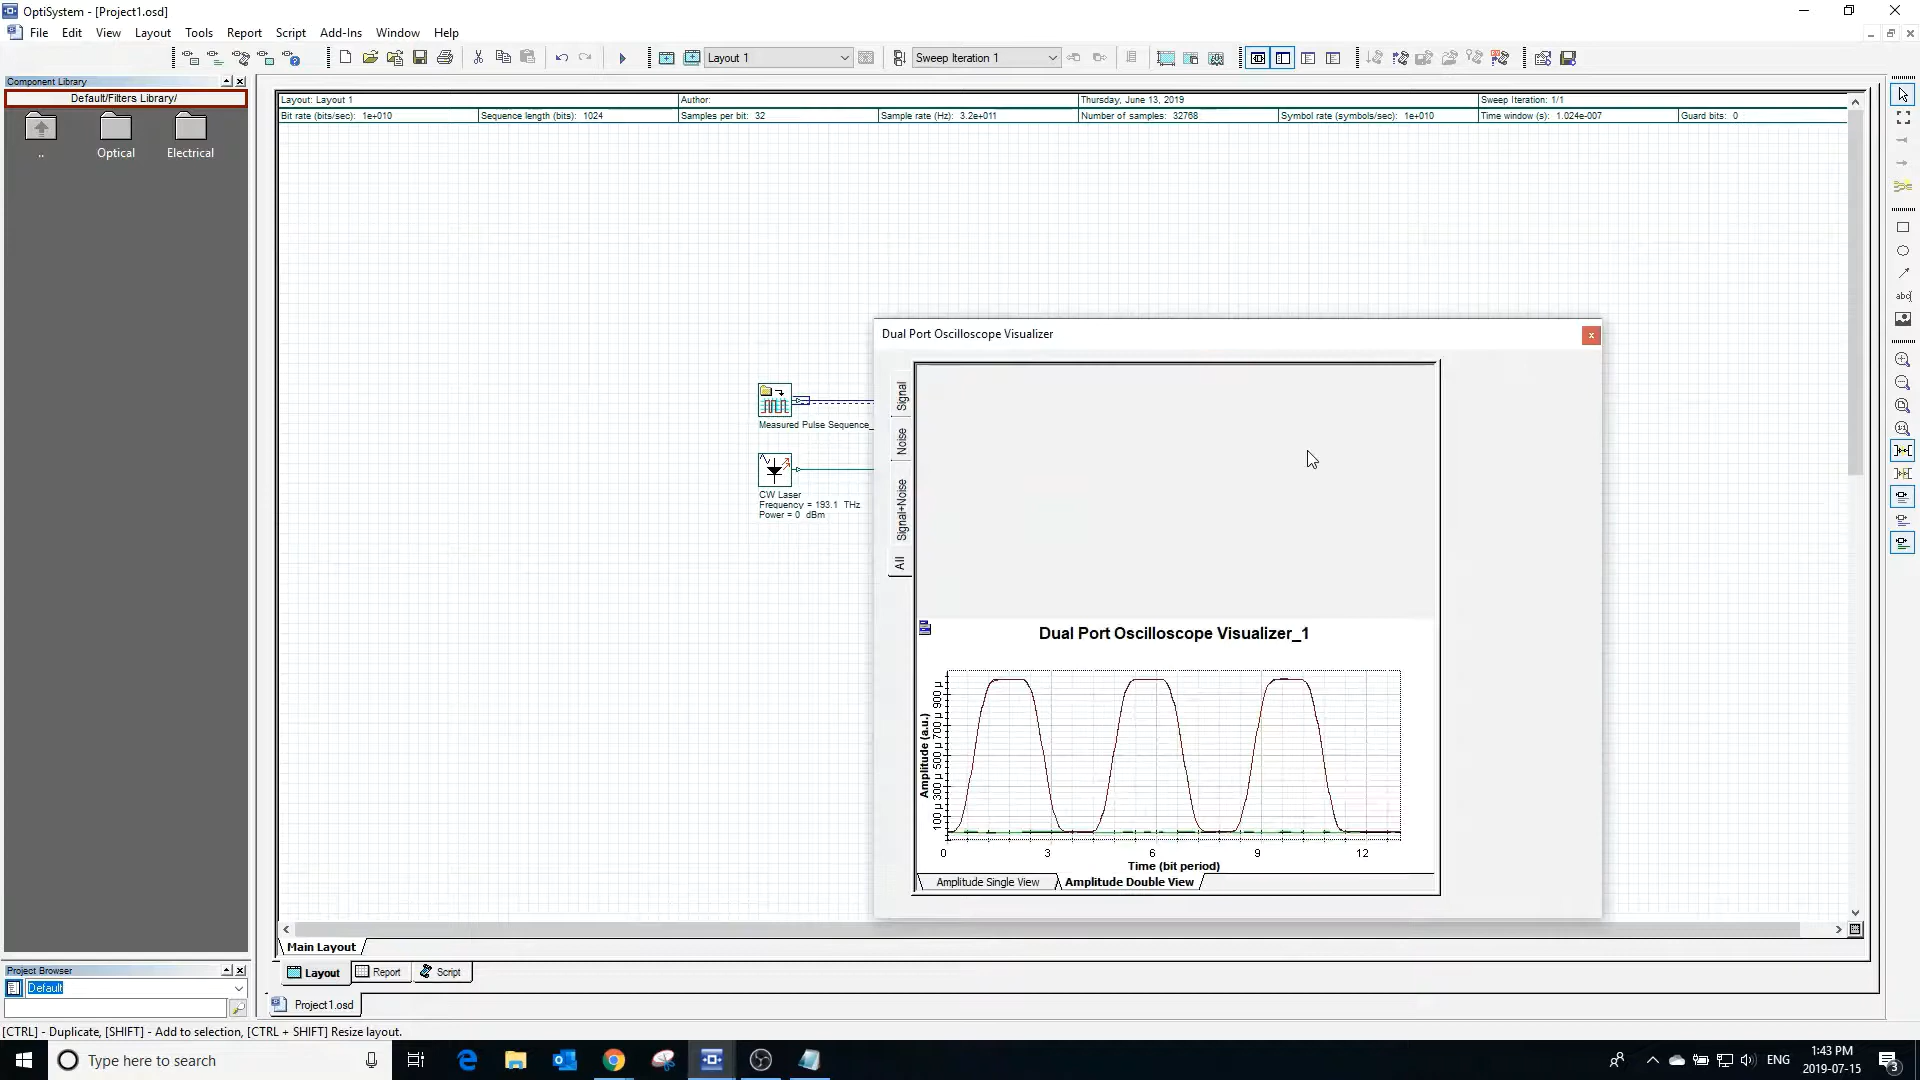 OptiSystem - [Project1.osd]
File Edit View Layout Tools Report Script Add-Ins Window Help
Layout 1
Sweep Iteration 1
Component Library
Default/Filters Library/
..
Optical
Electrical
Layout: Layout 1
Author:
Thursday, June 13, 2019
Sweep Iteration: 1/1
Bit rate (bits/sec): 1e+010
Sequence length (bits): 1024
Samples per bit: 32
Sample rate (Hz): 3.2e+011
Number of samples: 32768
Symbol rate (symbols/sec): 1e+010
Time window (s): 1.024e-007
Guard bits: 0
abc
Measured Pulse Sequence_
CW Laser
Frequency = 193.1 THz
Power = 0 dBm
Dual Port Oscilloscope Visualizer
x
Signal
Noise
Signal+Noise
All
Dual Port Oscilloscope Visualizer_1
Amplitude (a.u.)
100 µ 300 µ 500 µ 700 µ 900 µ
0 3 6 9 12
Time (bit period)
Amplitude Single View
Amplitude Double View
Main Layout
Layout
Report
Script
Project1.osd
Project Browser
Default
[CTRL] - Duplicate, [SHIFT] - Add to selection, [CTRL + SHIFT] Resize layout.
Type here to search
ENG
1:43 PM
2019-07-15
3